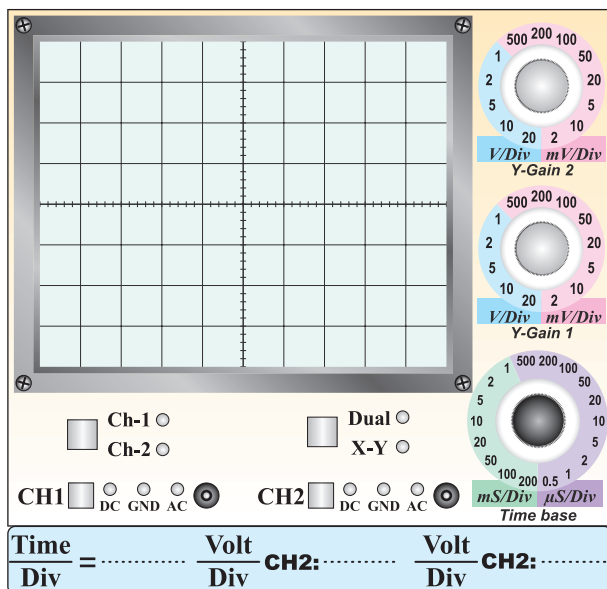 500 200 100
1 50
2 20
5 5
10 10
20 2
V/Div mV/Div
Y-Gain 2
500 200 100
1 50
2 20
5 5
10 10
20 2
V/Div mV/Div
Y-Gain 1
500 200
1 100
2 50
5 20
10 10
20 5
50 2
100 200 0.5 1
mS/Div µS/Div
Time base
Ch-1
Ch-2
Dual
X-Y
CH1 DC GND AC
CH2 DC GND AC
Time/Div = ............ Volt/Div CH2: ............ Volt/Div CH2: ............